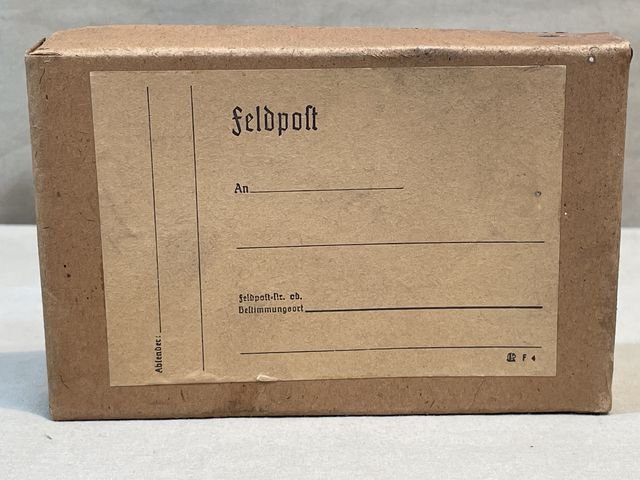 Feldpost
An
Feldpost-Nr. od.
Bestimmungsort
Absender:
F 4